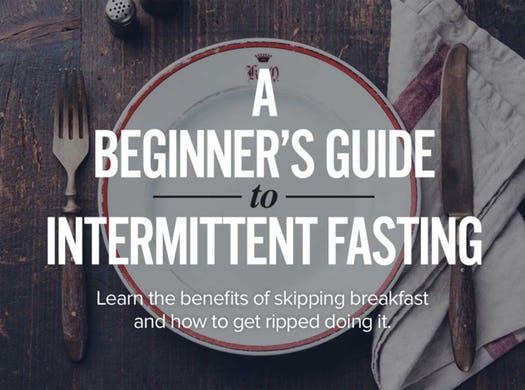 A
BEGINNER'S GUIDE
to
INTERMITTENT FASTING
Learn the benefits of skipping breakfast
and how to get ripped doing it.